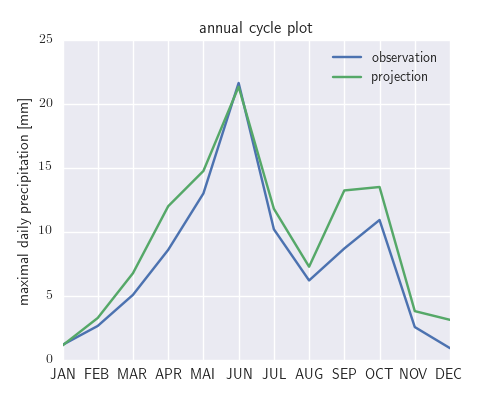 annual cycle plot
observation
projection
maximal daily precipitation [mm]
25
20
15
10
5
0
JAN FEB MAR APR MAI JUN JUL AUG SEP OCT NOV DEC